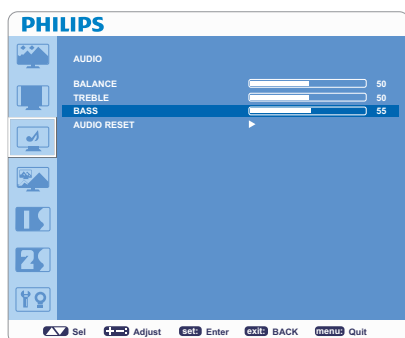 PHILIPS
AUDIO
BALANCE 50
TREBLE 50
BASS 55
AUDIO RESET
Sel Adjust set: Enter exit: BACK menu: Quit